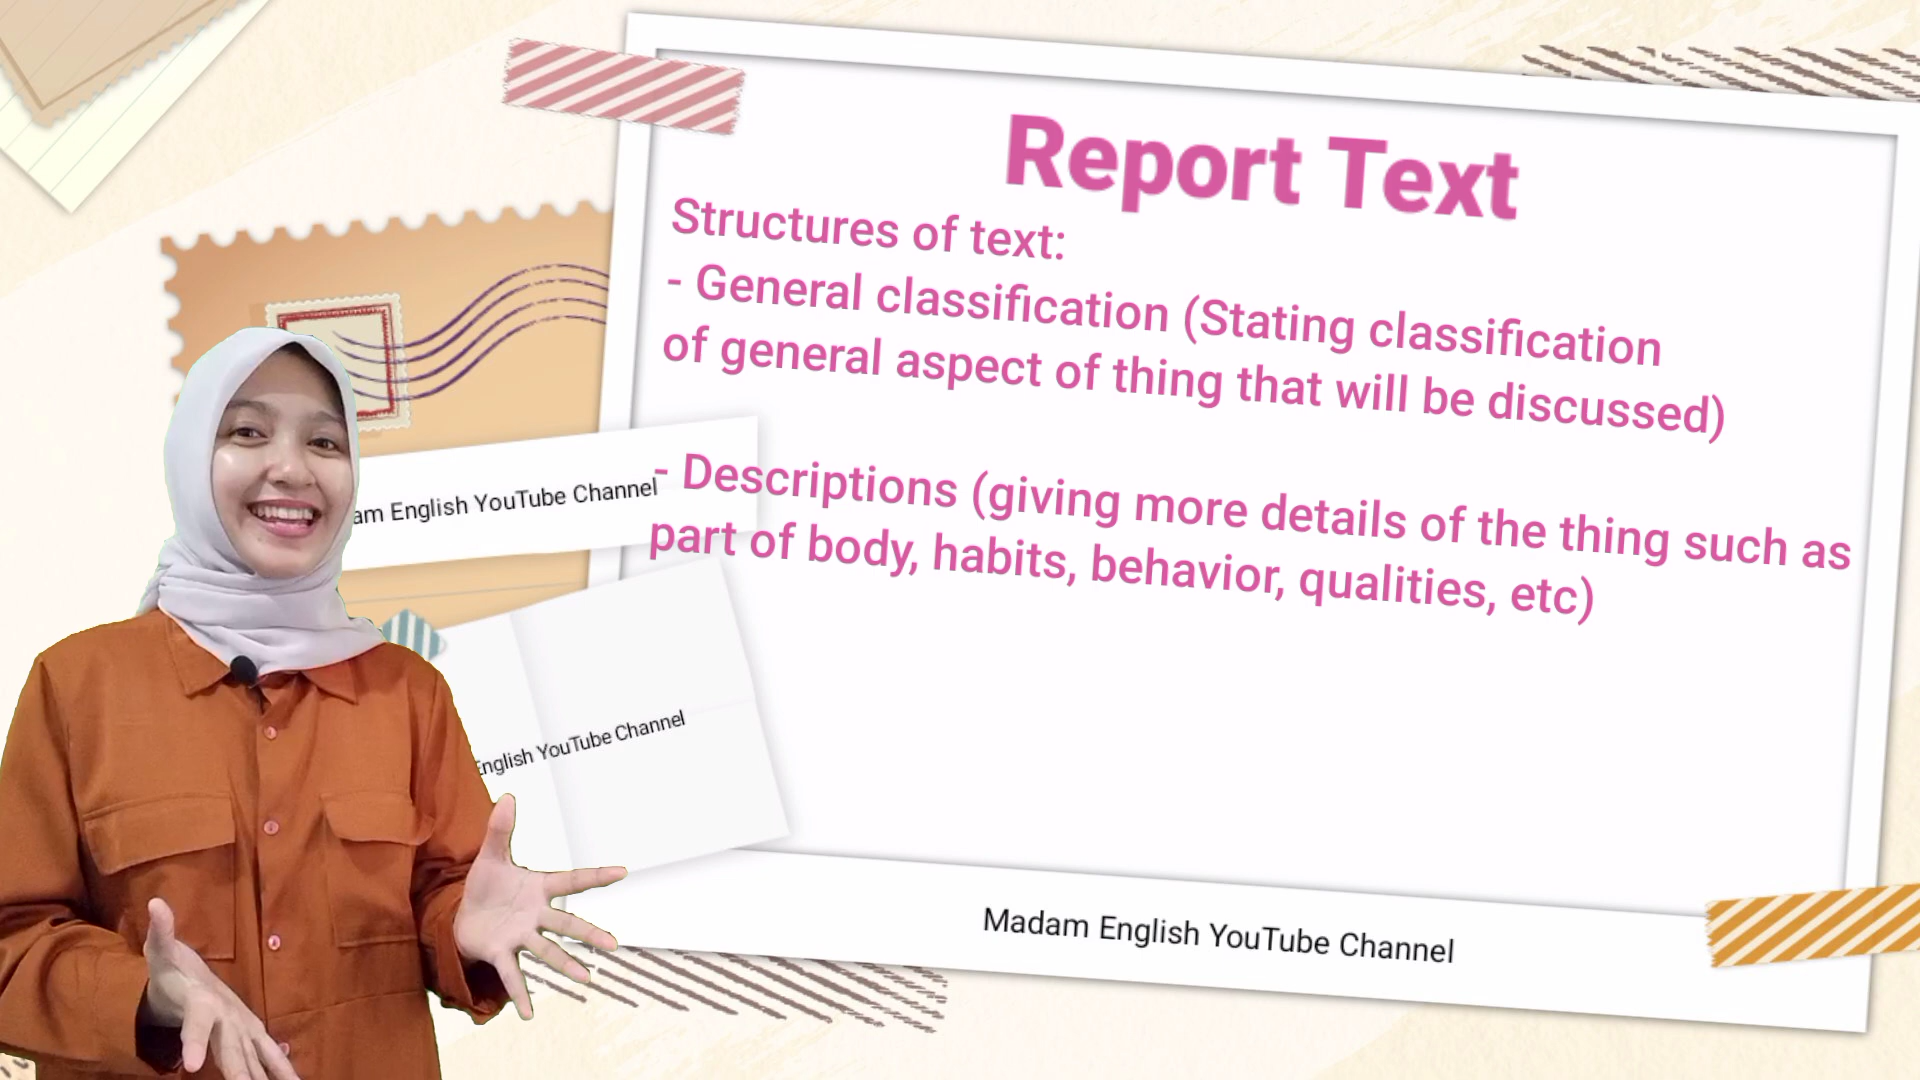 Report Text
Structures of text:
- General classification (Stating classification
of general aspect of thing that will be discussed)
- Descriptions (giving more details of the thing such as
part of body, habits, behavior, qualities, etc)
am English YouTube Channel
English YouTube Channel
Madam English YouTube Channel